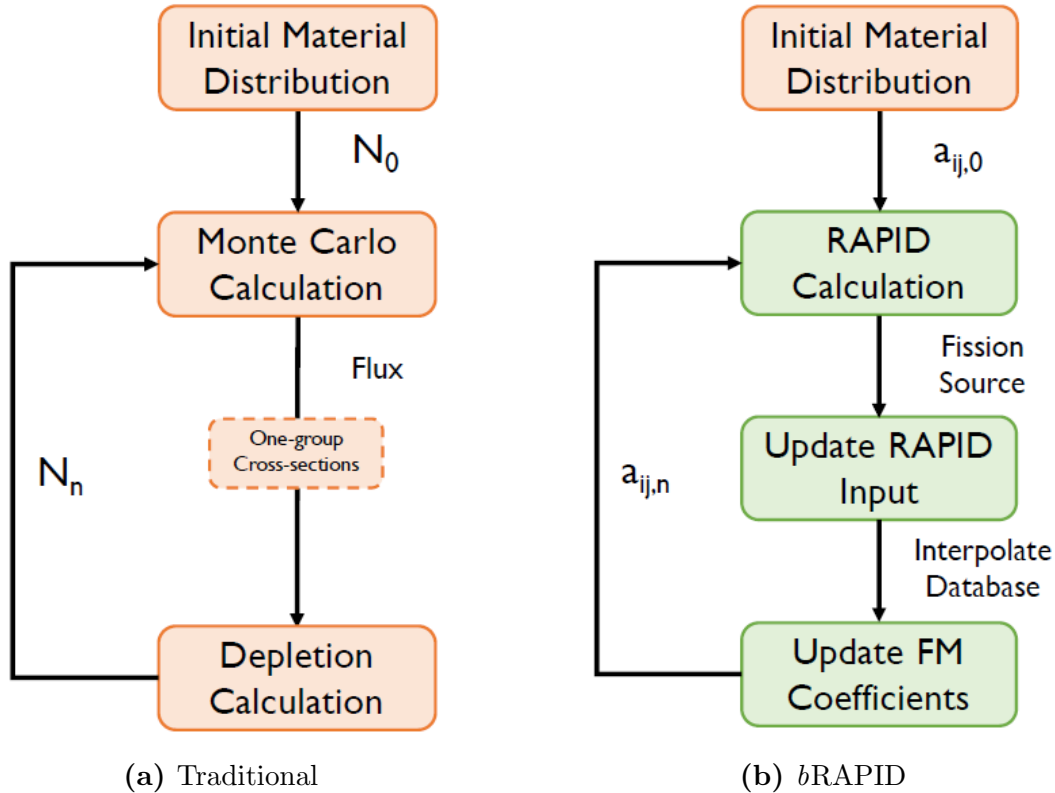 Initial Material
Distribution
N0
Monte Carlo
Calculation
Flux
One-group
Cross-sections
Nn
Depletion
Calculation
(a) Traditional
Initial Material
Distribution
aij,0
RAPID
Calculation
Fission
Source
Update RAPID
Input
aij,n
Interpolate
Database
Update FM
Coefficients
(b) bRAPID